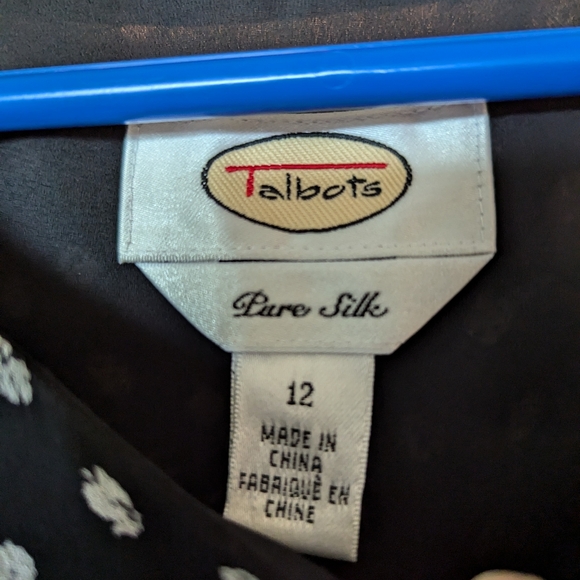 Talbots
Pure Silk
12
MADE IN
CHINA
FABRIQUÉ EN
CHINE